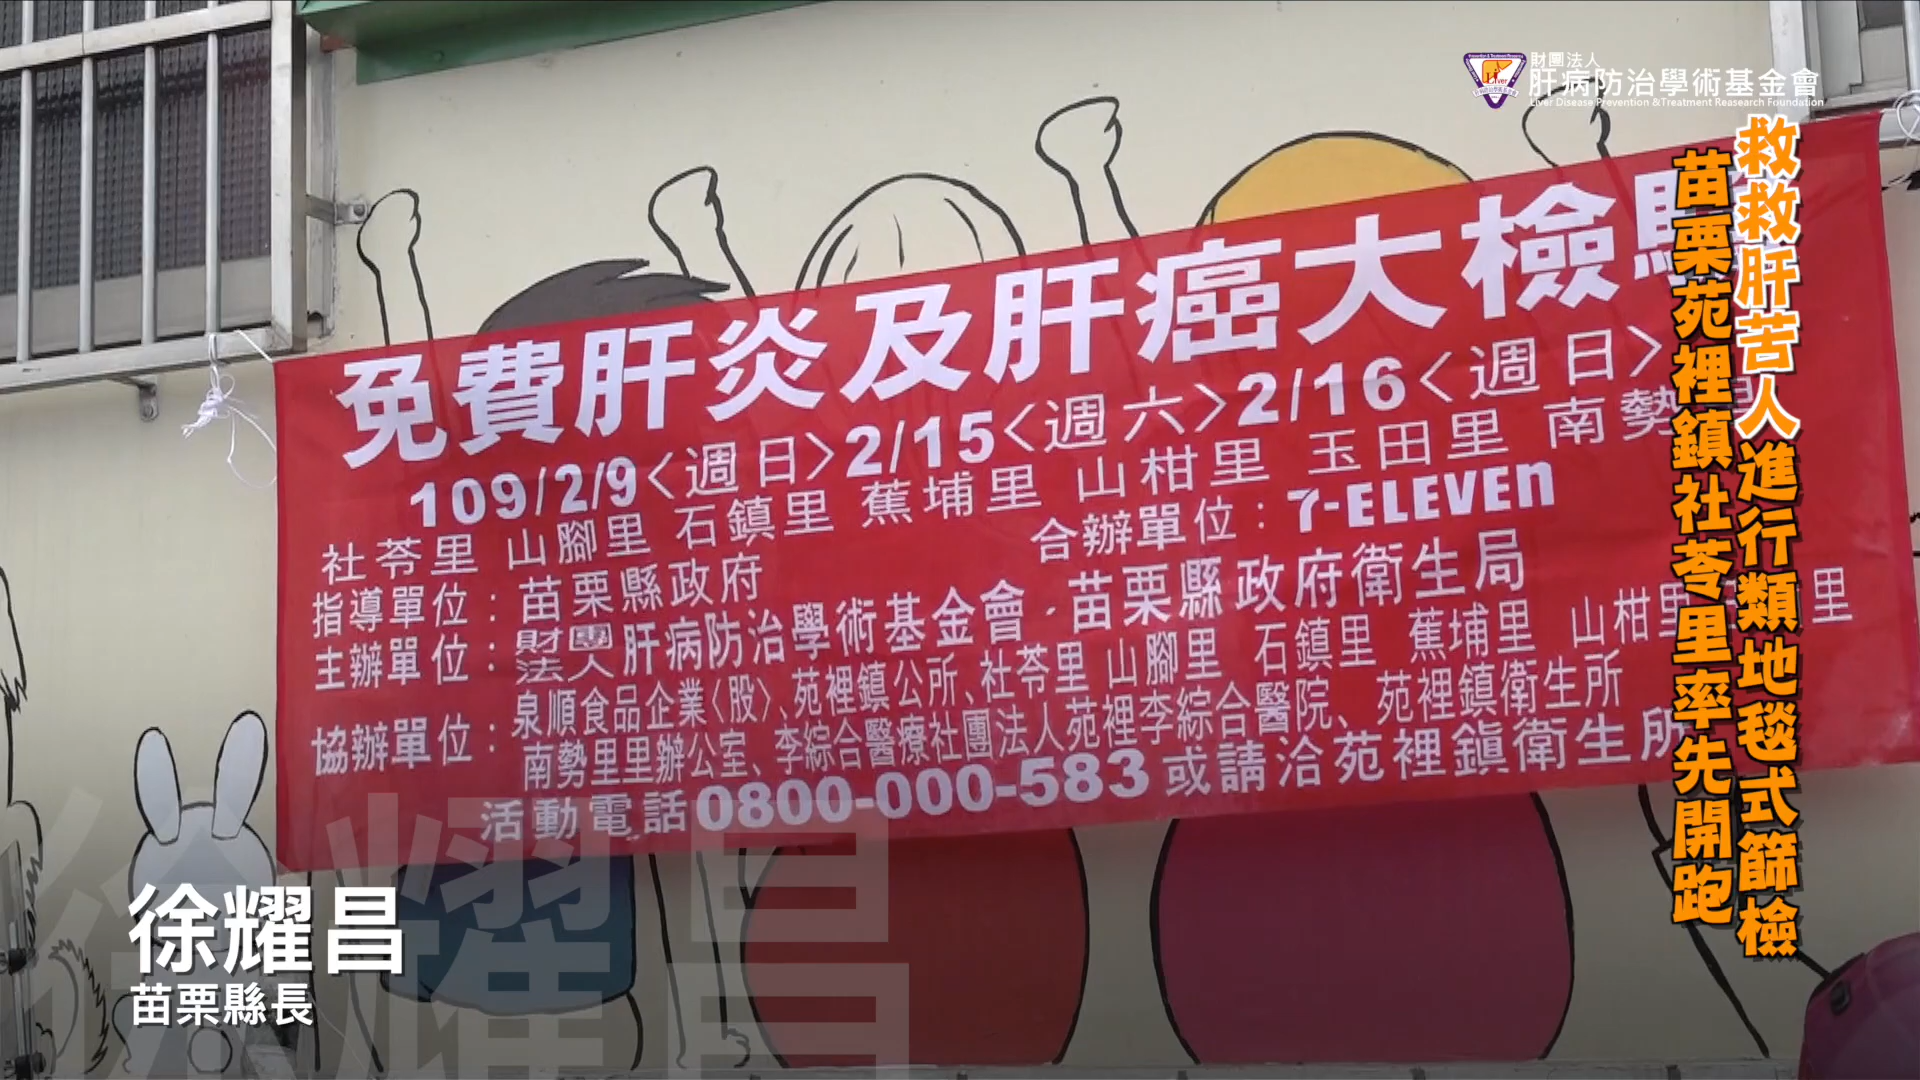 財團法人
肝病防治學術基金會
Liver Disease Prevention &Treatment Reasearch Foundation
救救肝苦人進行類地毯式篩檢
苗栗苑裡鎮社苓里率先開跑
免費肝炎及肝癌大檢
109/2/9<週日>2/15<週六>2/16<週日>
社苓里 山腳里 石鎮里 蕉埔里 山柑里 玉田里 南勢
指導單位：苗栗縣政府 合辦單位：7-ELEVEn
主辦單位：財團法人肝病防治學術基金會、苗栗縣政府衛生局
協辦單位：泉順食品企業〈股〉、苑裡鎮公所、社苓里 山腳里 石鎮里 蕉埔里 山柑里 里
南勢里里辦公室、李綜合醫療社團法人苑裡李綜合醫院、苑裡鎮衛生所
活動電話0800-000-583或請洽苑裡鎮衛生所
徐耀昌
苗栗縣長